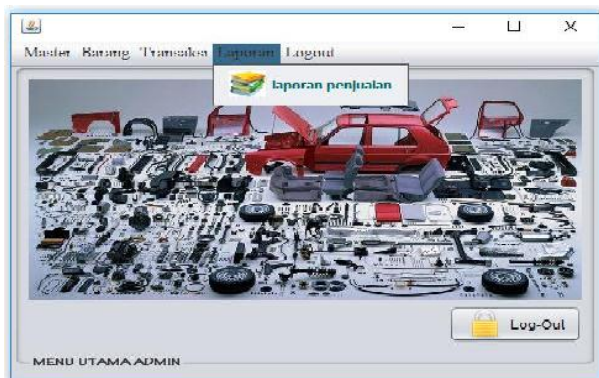 Master Barang Transaksi Laporan Logout
laporan penjualan
Log-Out
MENU UTAMA ADMIN